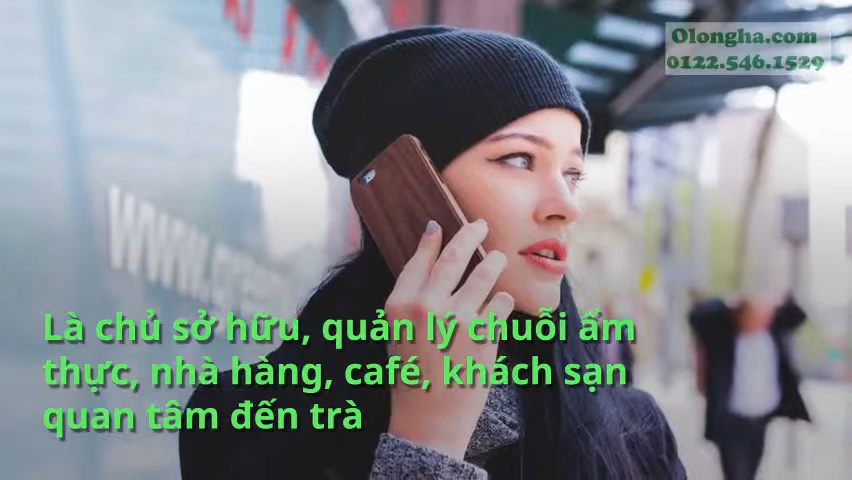 Olongha.com
0122.546.1529
Là chủ sở hữu, quản lý chuỗi ẩm
thực, nhà hàng, café, khách sạn
quan tâm đến trà